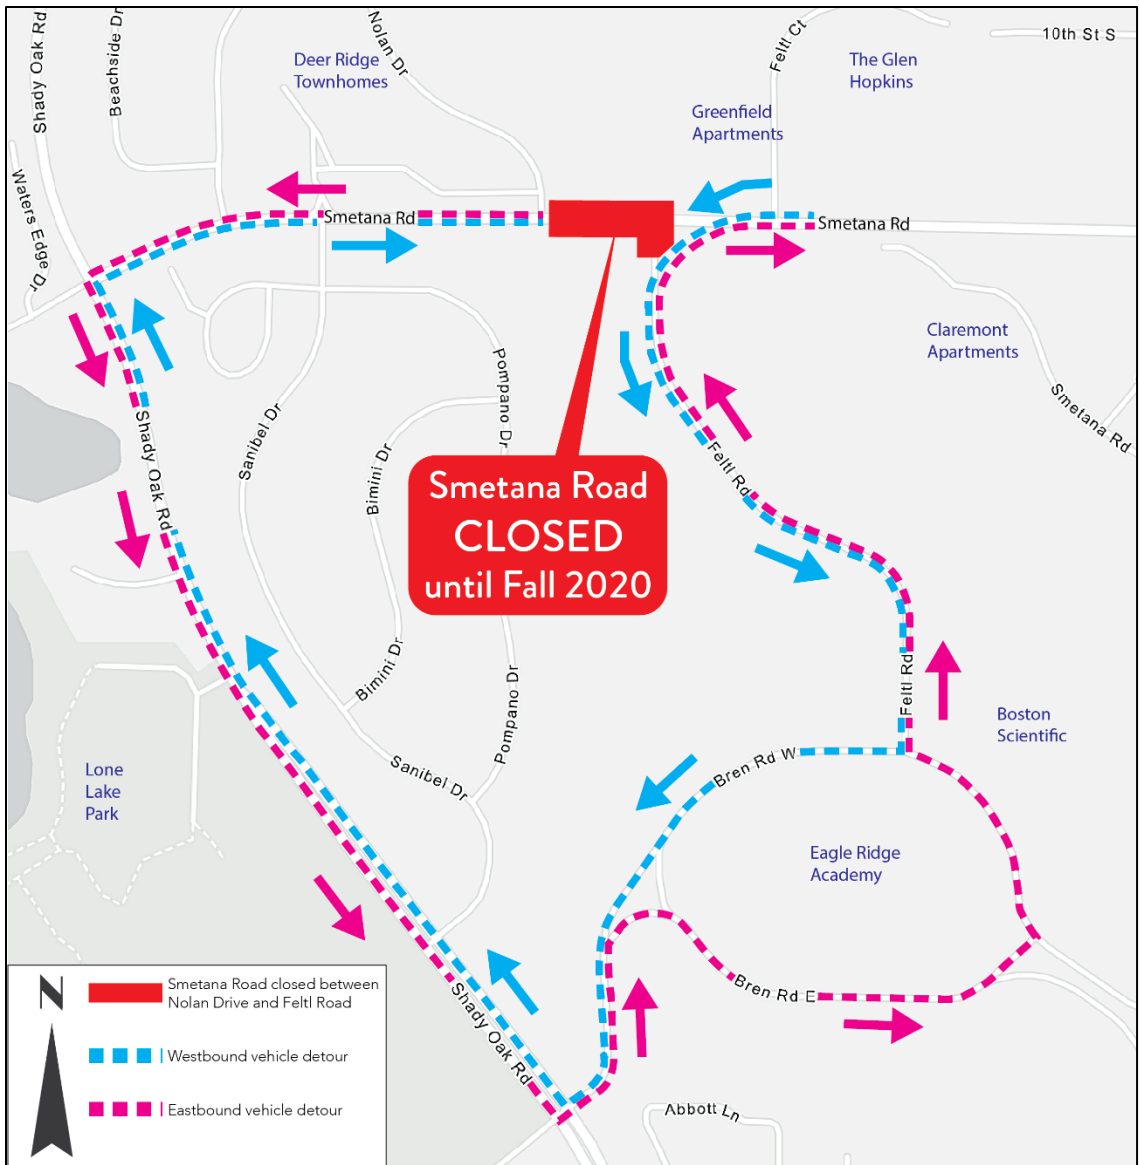 Shady Oak Rd
Beachside Dr
Nolan Dr
Deer Ridge
Townhomes
Feltl Ct
The Glen
Hopkins
10th St S
Greenfield
Apartments
Waters Edge Dr
Smetana Rd
Smetana Rd
Claremont
Apartments
Smetana Rd
Pompano Dr
Sanibel Dr
Bimini Dr
Shady Oak Rd
Feltl Rd
Smetana Road
CLOSED
until Fall 2020
Bimini Dr
Pompano Dr
Feltl Rd
Boston
Scientific
Sanibel Dr
Bren Rd W
Lone
Lake
Park
Eagle Ridge
Academy
Bren Rd E
Shady Oak Rd
Abbott Ln
N
Smetana Road closed between
Nolan Drive and Feltl Road
Westbound vehicle detour
Eastbound vehicle detour